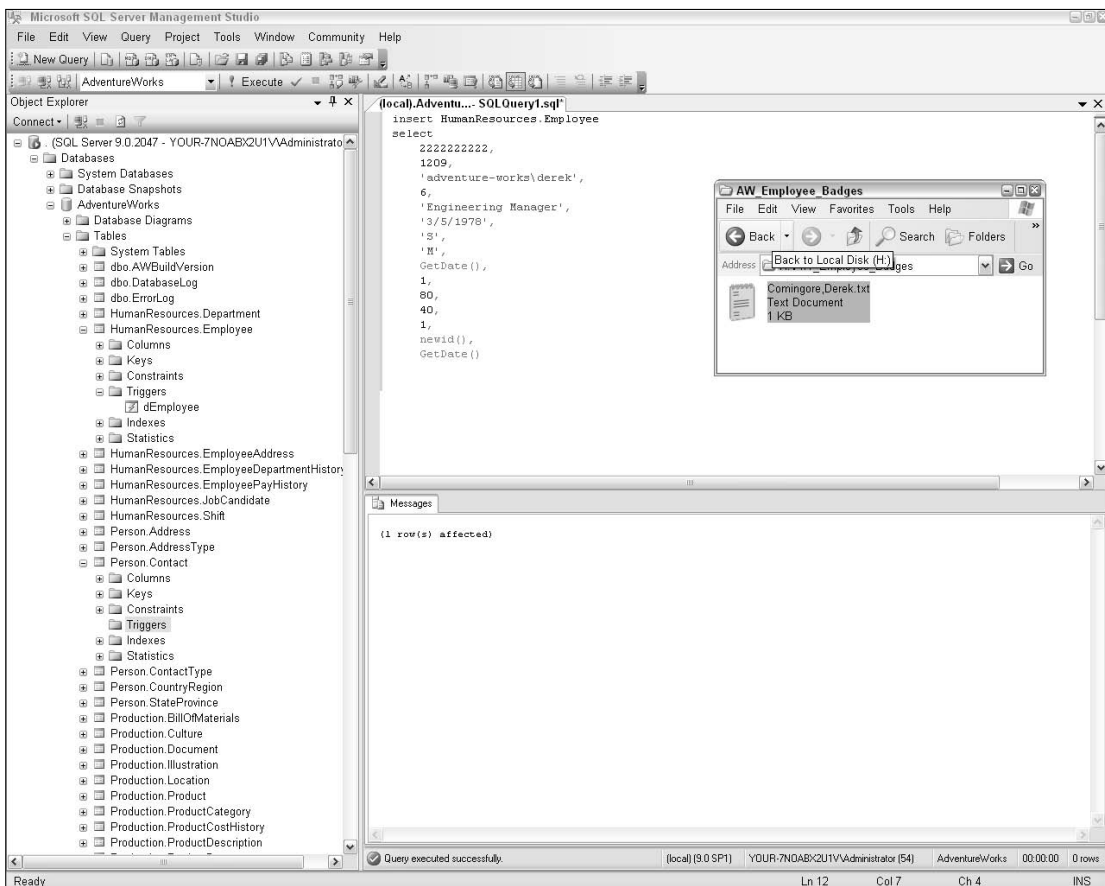 Microsoft SQL Server Management Studio
File Edit View Query Project Tools Window Community Help
New Query
AdventureWorks Execute
Object Explorer
Connect
. (SQL Server 9.0.2047 - YOUR-7NOABX2U1V\Administrato
Databases
System Databases
Database Snapshots
AdventureWorks
Database Diagrams
Tables
System Tables
dbo.AWBuildVersion
dbo.DatabaseLog
dbo.ErrorLog
HumanResources.Department
HumanResources.Employee
Columns
Keys
Constraints
Triggers
dEmployee
Indexes
Statistics
HumanResources.EmployeeAddress
HumanResources.EmployeeDepartmentHistory
HumanResources.EmployeePayHistory
HumanResources.JobCandidate
HumanResources.Shift
Person.Address
Person.AddressType
Person.Contact
Columns
Keys
Constraints
Triggers
Indexes
Statistics
Person.ContactType
Person.CountryRegion
Person.StateProvince
Production.BillOfMaterials
Production.Culture
Production.Document
Production.Illustration
Production.Location
Production.Product
Production.ProductCategory
Production.ProductCostHistory
Production.ProductDescription
(local).Adventu...- SQLQuery1.sql*
insert HumanResources.Employee
select
2222222222,
1209,
'adventure-works\derek',
6,
'Engineering Manager',
'3/5/1978',
'S',
'M',
GetDate(),
1,
80,
40,
1,
newid(),
GetDate()
AW_Employee_Badges
File Edit View Favorites Tools Help
Back Search Folders »
Address Go
Back to Local Disk (H:)
Comingore,Derek.txt
Text Document
1 KB
Messages
(1 row(s) affected)
Query executed successfully. (local) (9.0 SP1) YOUR-7NOABX2U1V\Administrator (54) AdventureWorks 00:00:00 0 rows
Ready Ln 12 Col 7 Ch 4 INS